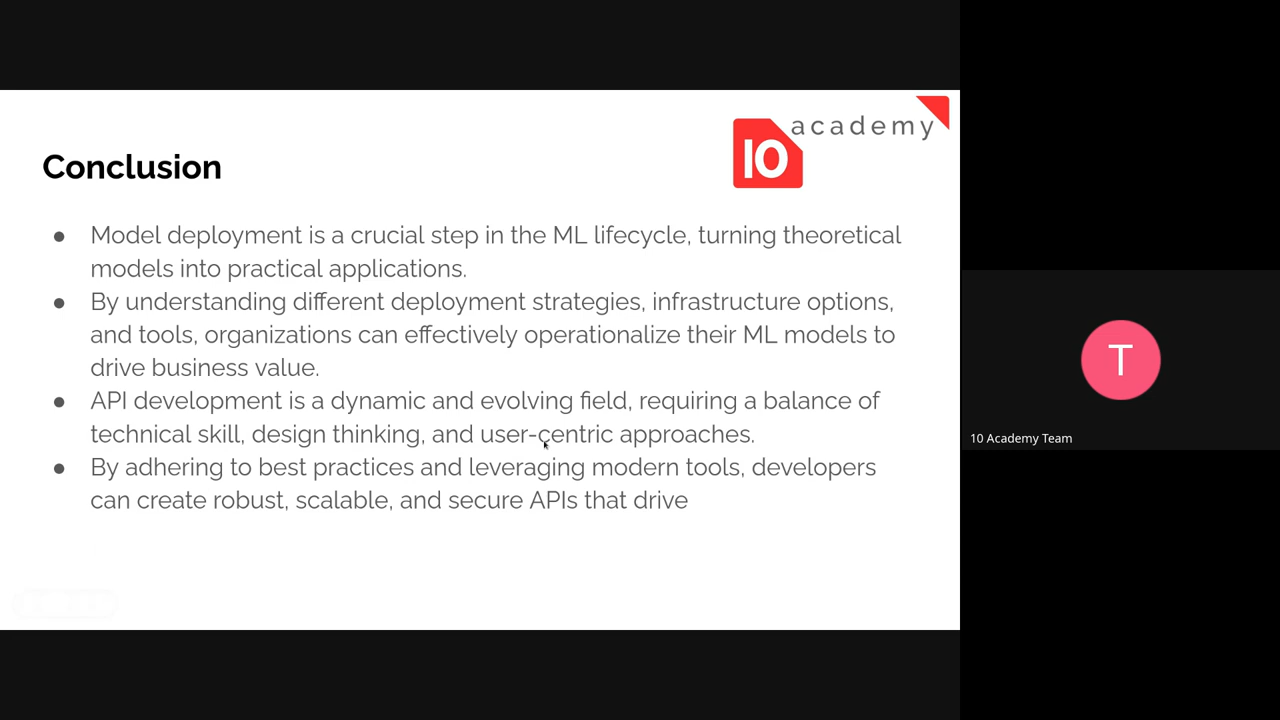 academy
10
Conclusion
● Model deployment is a crucial step in the ML lifecycle, turning theoretical
models into practical applications.
● By understanding different deployment strategies, infrastructure options,
and tools, organizations can effectively operationalize their ML models to
drive business value.
● API development is a dynamic and evolving field, requiring a balance of
technical skill, design thinking, and user-centric approaches.
● By adhering to best practices and leveraging modern tools, developers
can create robust, scalable, and secure APIs that drive
T
10 Academy Team